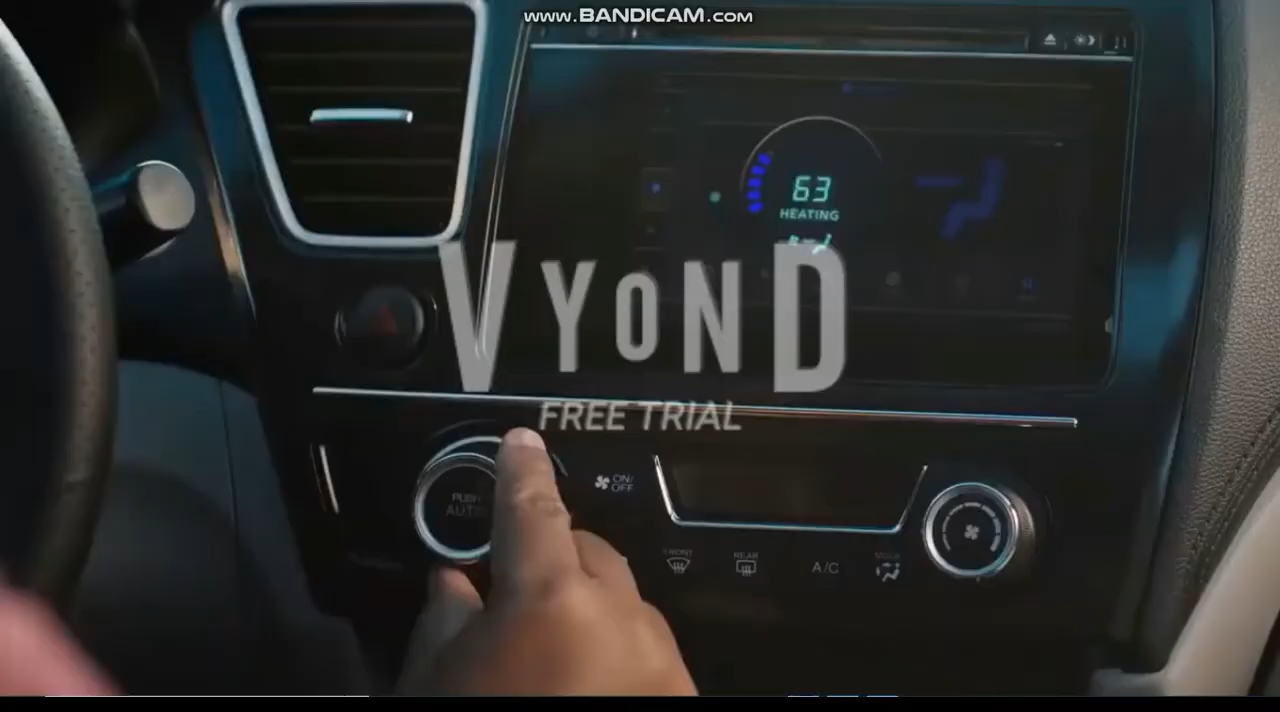 www.BANDICAM.com
63
HEATING
VYOND
FREE TRIAL
PUSH
AUTO
ON/
OFF
FRONT
REAR
A/C
MODE